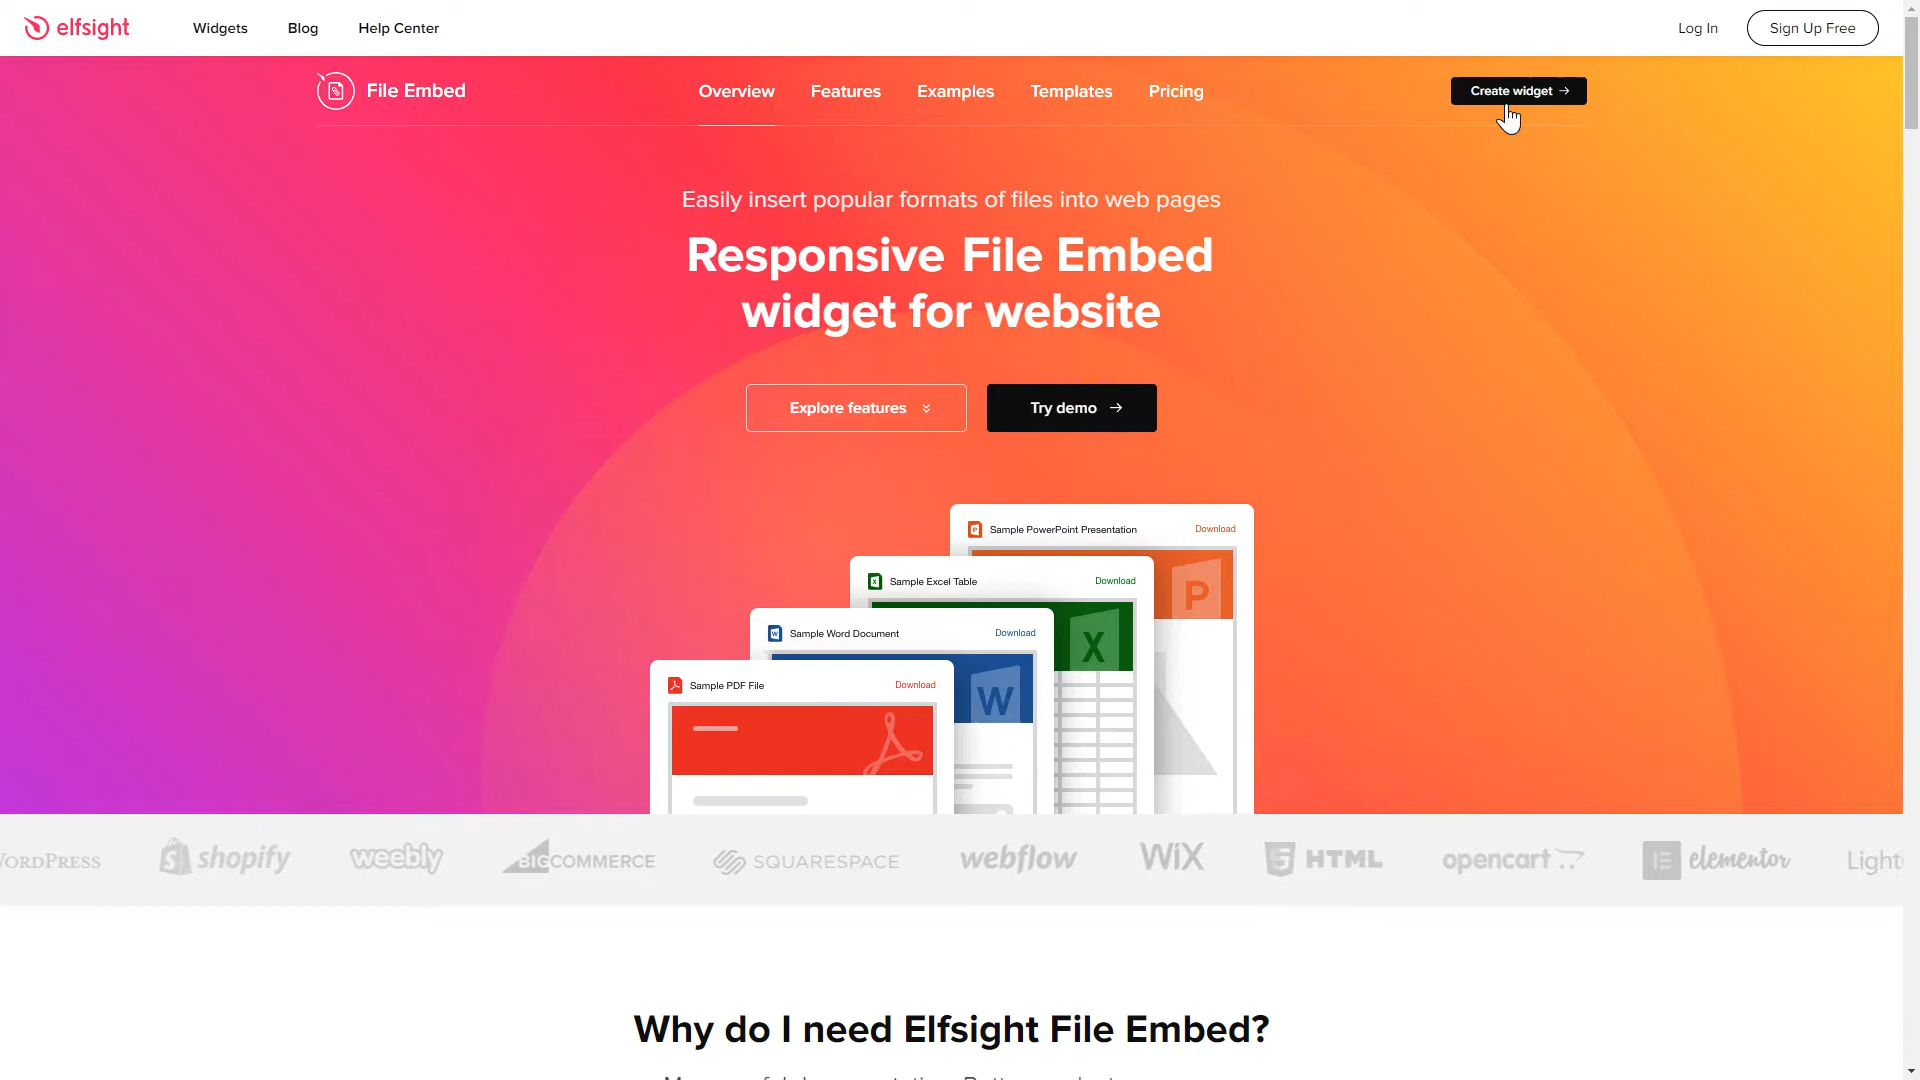 elfsight
Widgets
Blog
Help Center
Log In
Sign Up Free
File Embed
Overview
Features
Examples
Templates
Pricing
Create widget
Easily insert popular formats of files into web pages
Responsive File Embed
widget for website
Explore features
Try demo
Sample PowerPoint Presentation
Download
P
Sample Excel Table
Download
X
Sample Word Document
Download
W
Sample PDF File
Download
shopify
weebly
BIGCOMMERCE
SQUARESPACE
webflow
WiX
HTML
opencart
elementor
Light
Why do I need Elfsight File Embed?